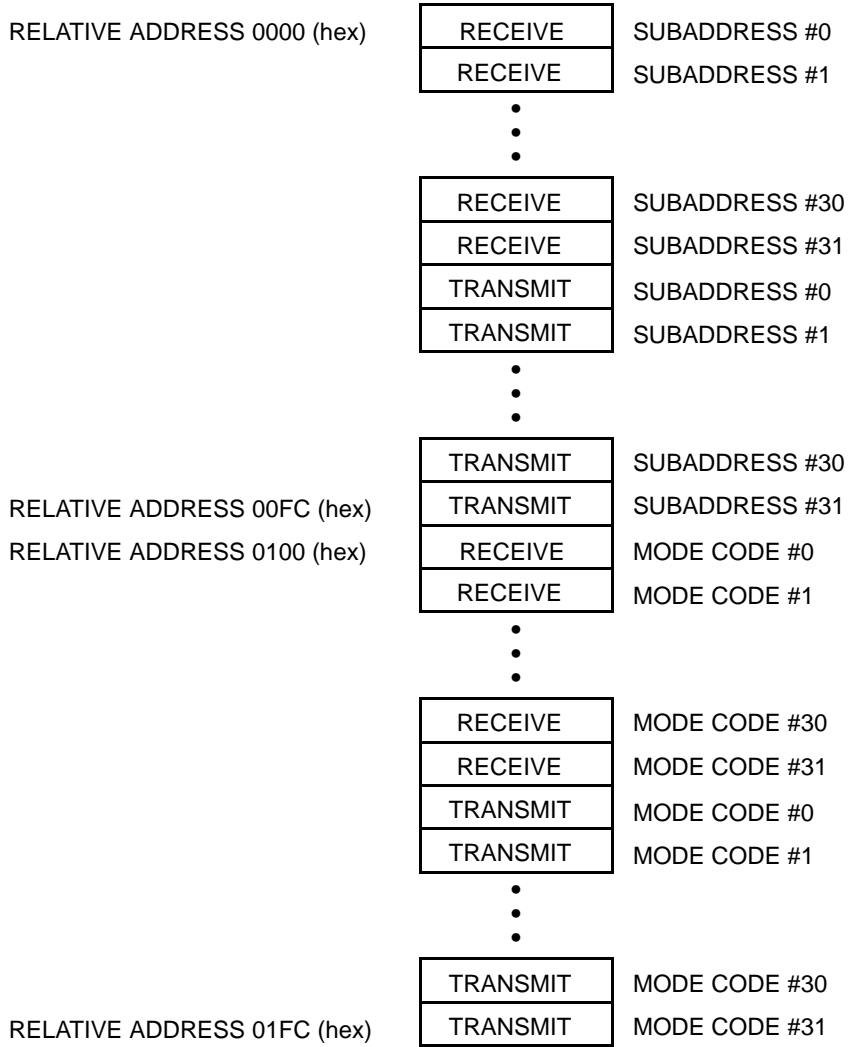 RELATIVE ADDRESS 0000 (hex) RECEIVE SUBADDRESS #0
RECEIVE SUBADDRESS #1
RECEIVE SUBADDRESS #30
RECEIVE SUBADDRESS #31
TRANSMIT SUBADDRESS #0
TRANSMIT SUBADDRESS #1
TRANSMIT SUBADDRESS #30
RELATIVE ADDRESS 00FC (hex) TRANSMIT SUBADDRESS #31
RELATIVE ADDRESS 0100 (hex) RECEIVE MODE CODE #0
RECEIVE MODE CODE #1
RECEIVE MODE CODE #30
RECEIVE MODE CODE #31
TRANSMIT MODE CODE #0
TRANSMIT MODE CODE #1
TRANSMIT MODE CODE #30
RELATIVE ADDRESS 01FC (hex) TRANSMIT MODE CODE #31